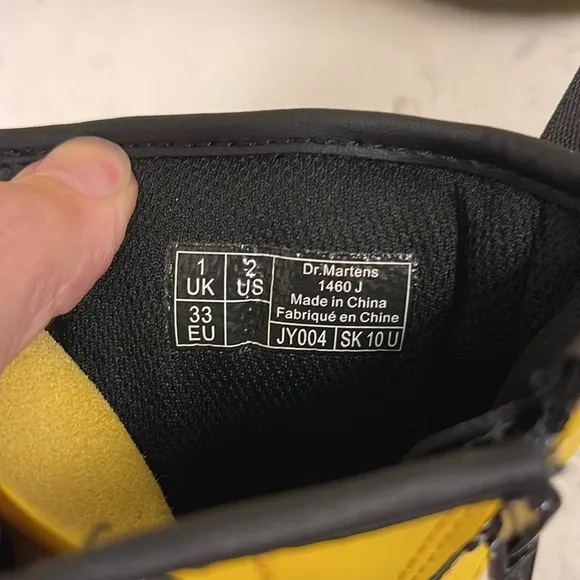 1 UK
2 US
33 EU
Dr.Martens
1460 J
Made in China
Fabriqué en Chine
JY004
SK 10 U